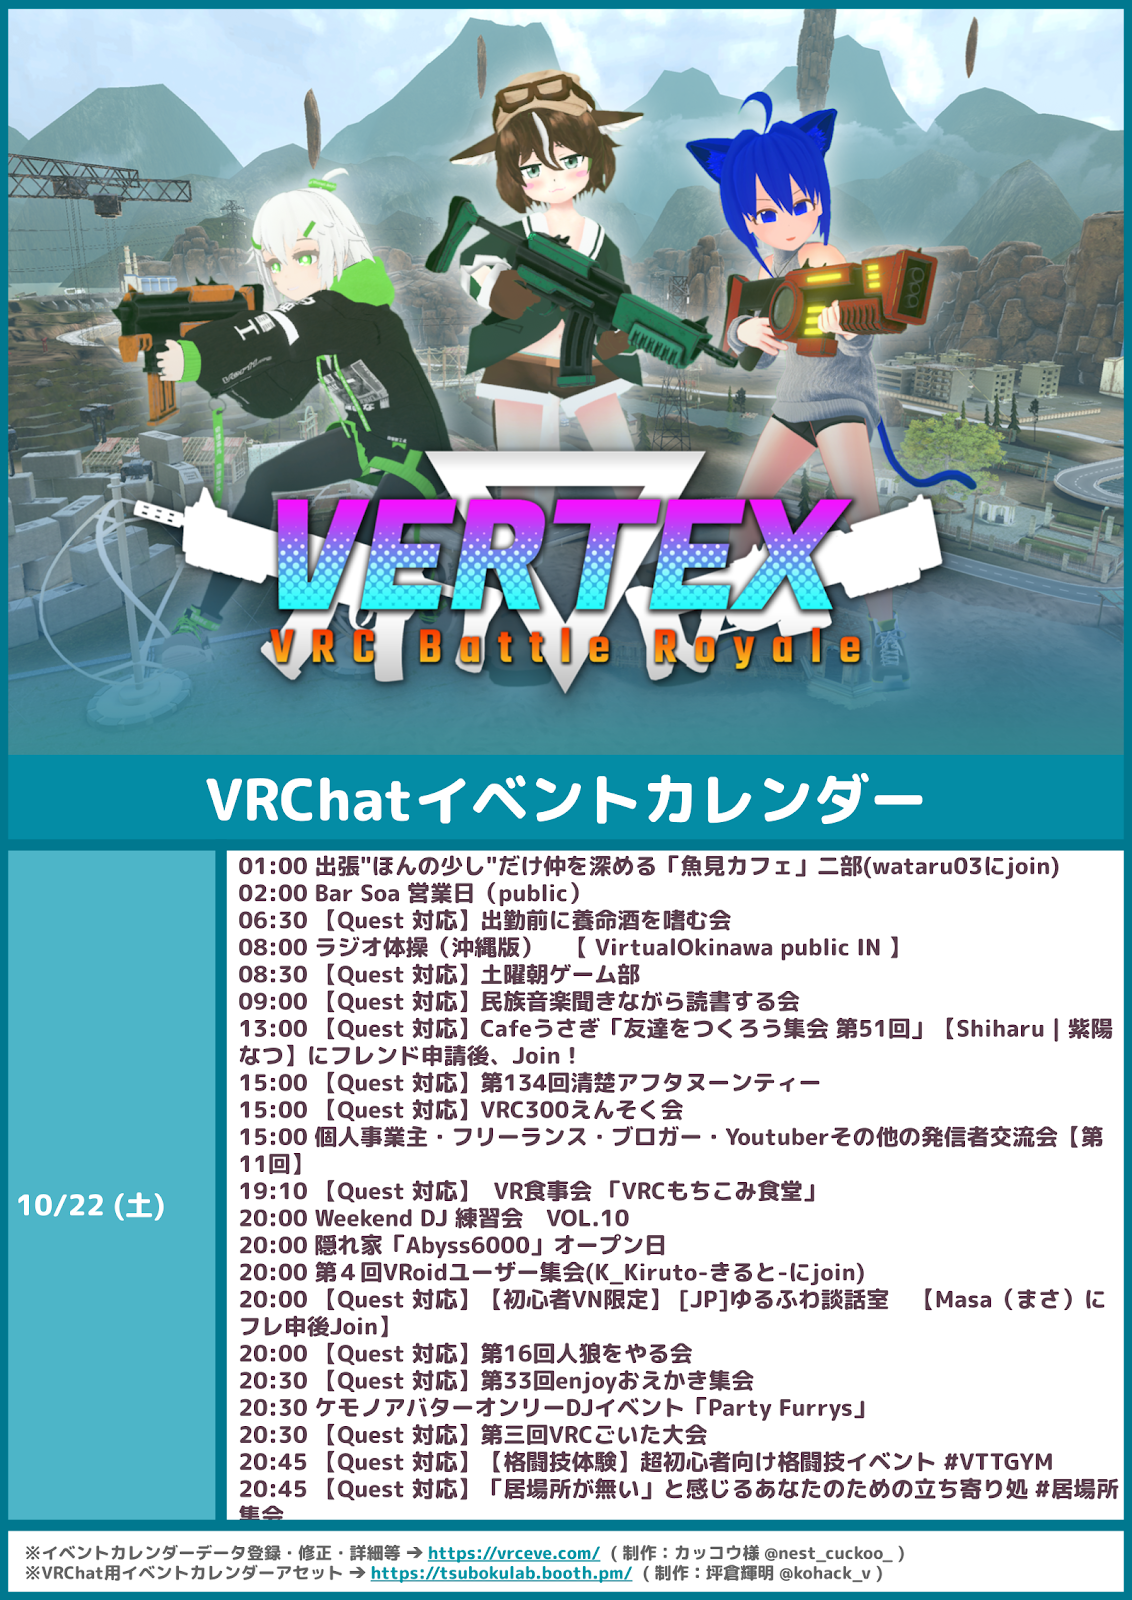 VERTEX
VRC Battle Royale
VRChatイベントカレンダー
10/22 (土)
01:00 出張"ほんの少し"だけ仲を深める「魚見カフェ」二部(wataru03にjoin)
02:00 Bar Soa 営業日（public）
06:30 【Quest 対応】出勤前に養命酒を嗜む会
08:00 ラジオ体操（沖縄版）　【 VirtualOkinawa public IN 】
08:30 【Quest 対応】土曜朝ゲーム部
09:00 【Quest 対応】民族音楽聞きながら読書する会
13:00 【Quest 対応】Cafeうさぎ「友達をつくろう集会 第51回」【Shiharu | 紫陽
なつ】にフレンド申請後、Join！
15:00 【Quest 対応】第134回清楚アフタヌーンティー
15:00 【Quest 対応】VRC300えんそく会
15:00 個人事業主・フリーランス・ブロガー・Youtuberその他の発信者交流会【第
11回】
19:10 【Quest 対応】　VR食事会 「VRCもちこみ食堂」
20:00 Weekend DJ 練習会　VOL.10
20:00 隠れ家「Abyss6000」オープン日
20:00 第４回VRoidユーザー集会(K_Kiruto-きると-にjoin)
20:00 【Quest 対応】【初心者VN限定】 [JP]ゆるふわ談話室　【Masa（まさ）に
フレ申後Join】
20:00 【Quest 対応】第16回人狼をやる会
20:30 【Quest 対応】第33回enjoyおえかき集会
20:30 ケモノアバターオンリーDJイベント「Party Furrys」
20:30 【Quest 対応】第三回VRCごいた大会
20:45 【Quest 対応】【格闘技体験】超初心者向け格闘技イベント #VTTGYM
20:45 【Quest 対応】「居場所が無い」と感じるあなたのための立ち寄り処 #居場所
集会
※イベントカレンダーデータ登録・修正・詳細等 → https://vrceve.com/ （ 制作：カッコウ様 @nest_cuckoo_ ）
※VRChat用イベントカレンダーアセット → https://tsubokulab.booth.pm/ （ 制作：坪倉輝明 @kohack_v ）